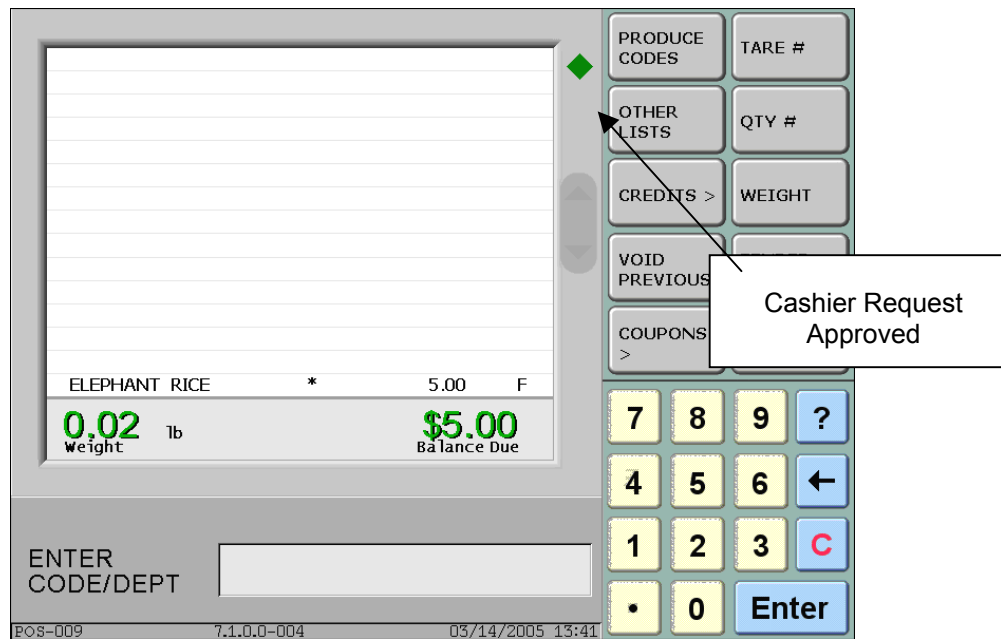 PRODUCE
CODES
TARE #
OTHER
LISTS
QTY #
CREDITS >
WEIGHT
VOID
PREVIOUS
Cashier Request
Approved
COUPONS
>
ELEPHANT RICE * 5.00 F
0.02 lb $5.00
Weight Balance Due
7 8 9 ?
4 5 6 ←
1 2 3 C
. 0 Enter
ENTER
CODE/DEPT
POS-009 7.1.0.0-004 03/14/2005 13:41